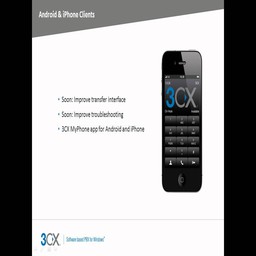 Android & iPhone Clients
• Soon: Improve transfer interface
• Soon: Improve troubleshooting
• 3CX MyPhone app for Android and iPhone
3CX
3CX Software based PBX for Windows